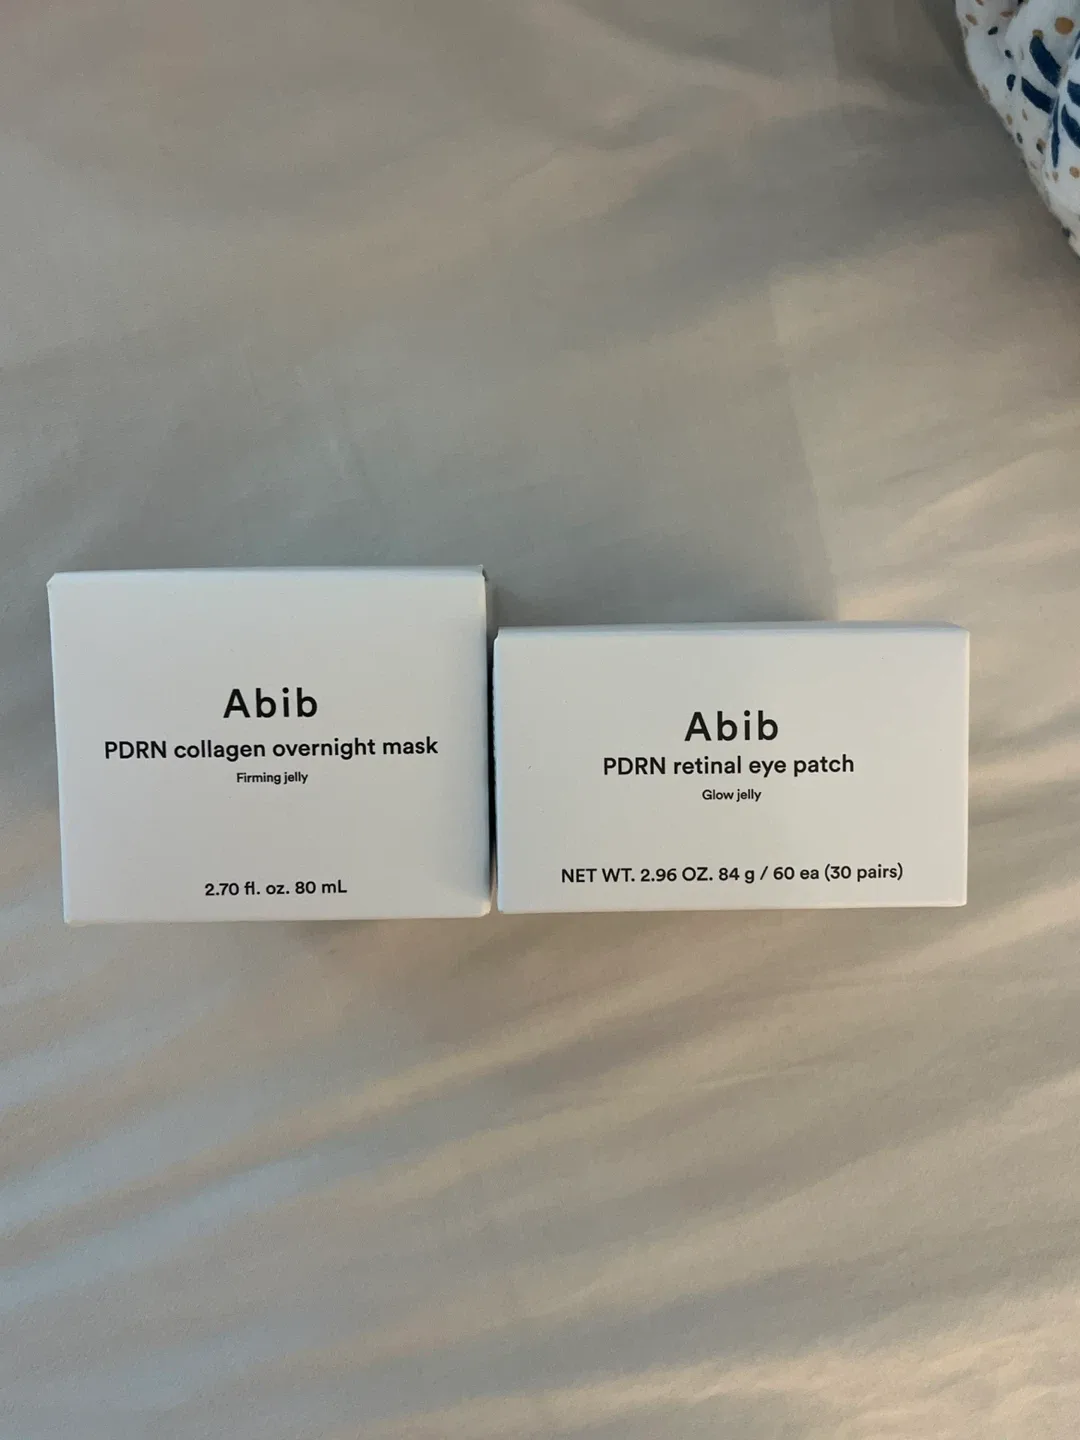 Abib
PDRN collagen overnight mask
Firming jelly
2.70 fl. oz. 80 mL
Abib
PDRN retinal eye patch
Glow jelly
NET WT. 2.96 OZ. 84 g / 60 ea (30 pairs)